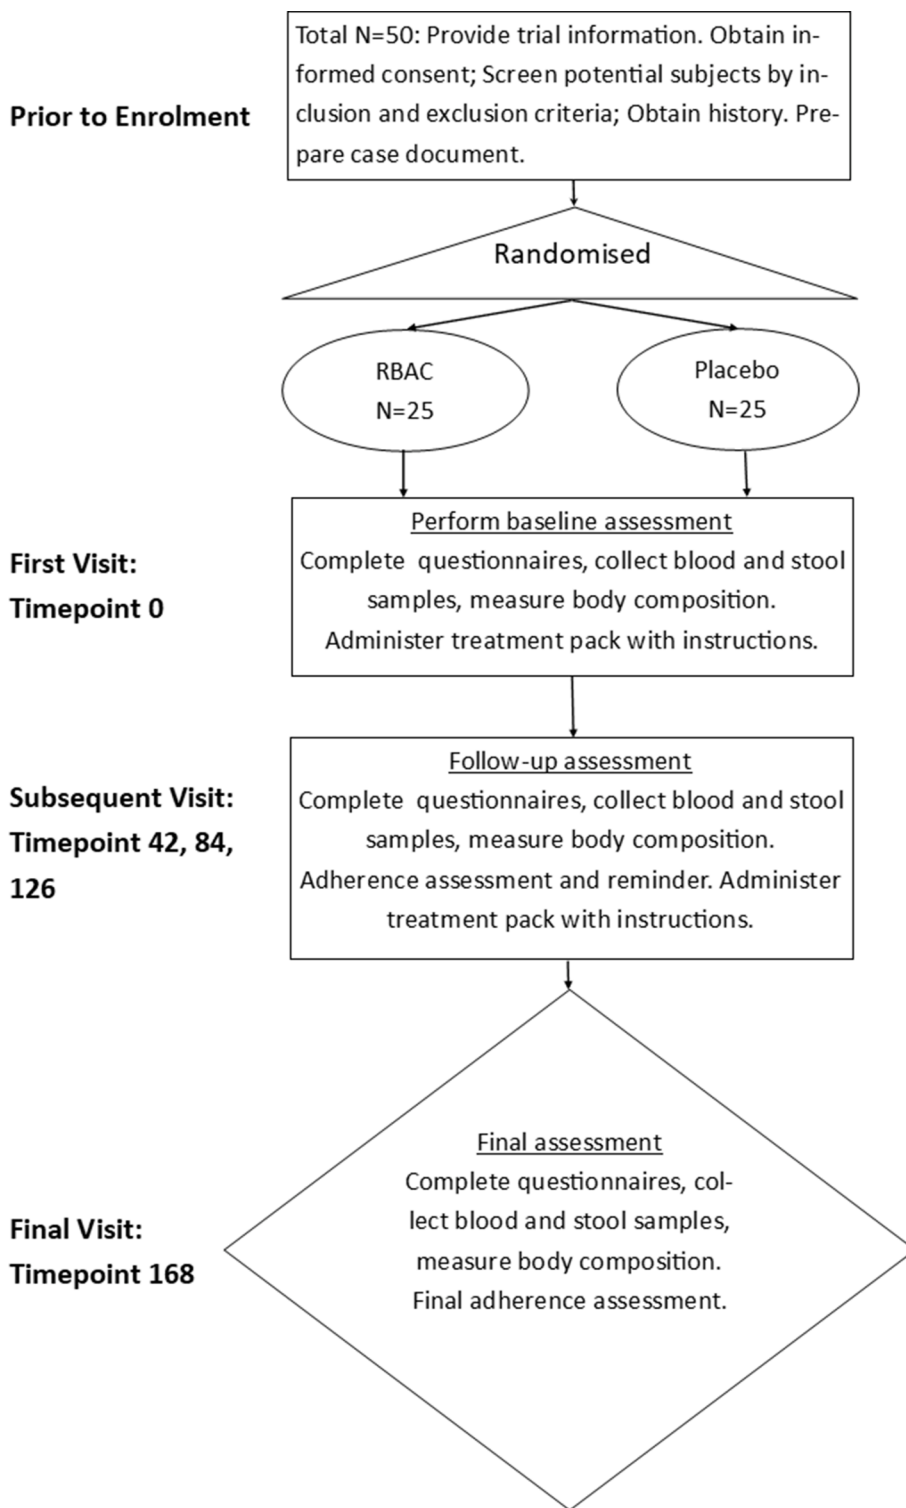 Total N=50: Provide trial information. Obtain in-
formed consent; Screen potential subjects by in-
clusion and exclusion criteria; Obtain history. Pre-
pare case document.
Prior to Enrolment
Randomised
RBAC
N=25
Placebo
N=25
First Visit:
Timepoint 0
Perform baseline assessment
Complete questionnaires, collect blood and stool
samples, measure body composition.
Administer treatment pack with instructions.
Subsequent Visit:
Timepoint 42, 84,
126
Follow-up assessment
Complete questionnaires, collect blood and stool
samples, measure body composition.
Adherence assessment and reminder. Administer
treatment pack with instructions.
Final Visit:
Timepoint 168
Final assessment
Complete questionnaires, col-
lect blood and stool samples,
measure body composition.
Final adherence assessment.